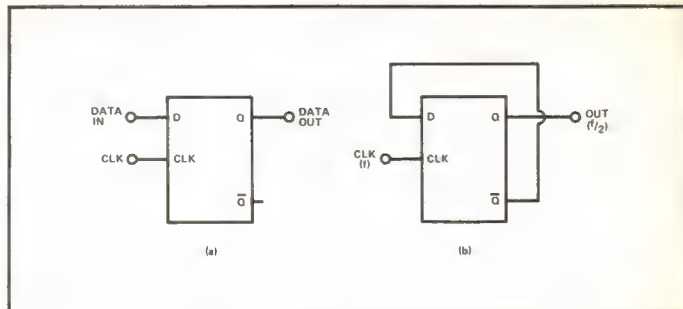 DATA IN
D
Q
DATA OUT
CLK
CLK
Q̅
(a)
D
Q
OUT (f/2)
CLK (f)
CLK
Q̅
(b)